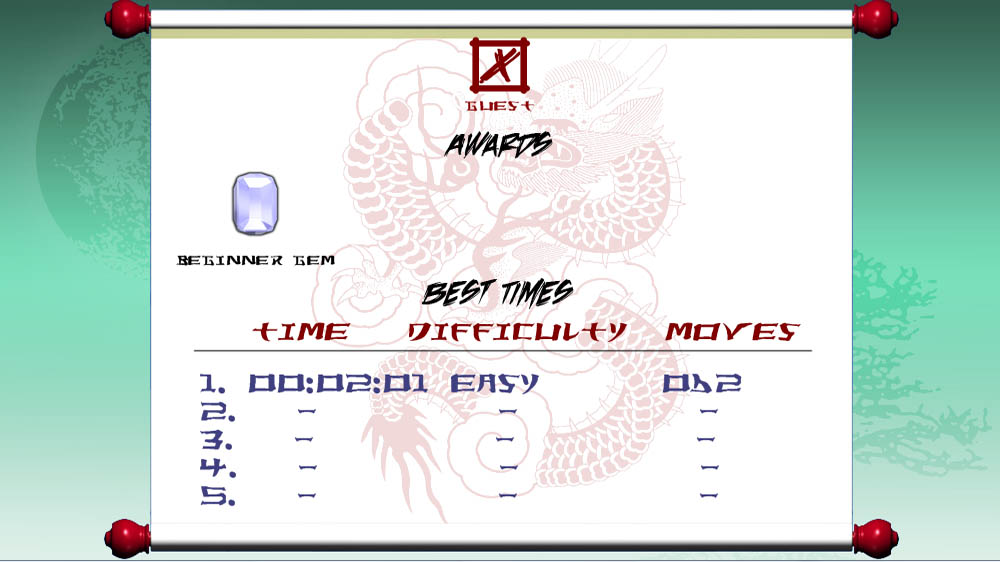 GUEST
AWARDS
BEGINNER GEM
BEST TIMES
TIME DIFFICULTY MOVES
1. 00:02:01 EASY 062
2. - - -
3. - - -
4. - - -
5. - - -